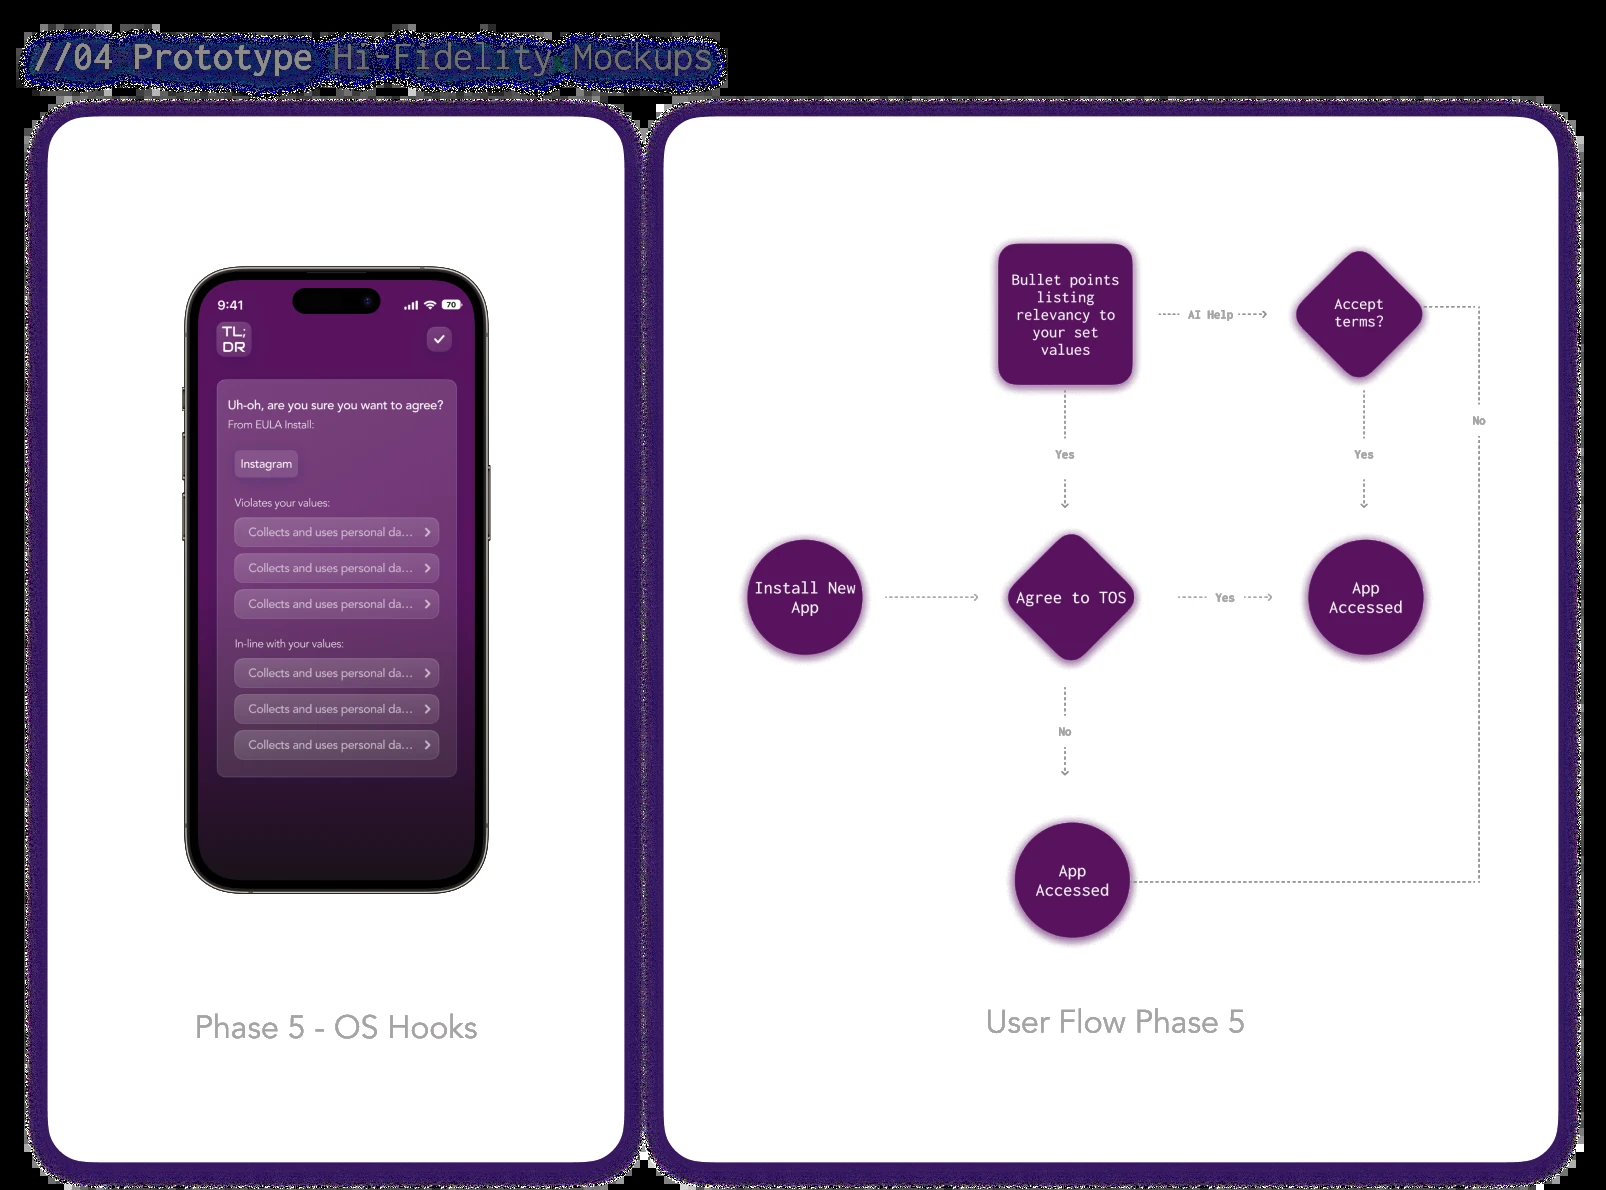 //04 Prototype Hi-Fidelity Mockups
9:41
70
TL;
DR
Uh-oh, are you sure you want to agree?
From EULA Install:
Instagram
Violates your values:
Collects and uses personal da...
Collects and uses personal da...
Collects and uses personal da...
In-line with your values:
Collects and uses personal da...
Collects and uses personal da...
Collects and uses personal da...
Phase 5 - OS Hooks
Bullet points
listing
relevancy to
your set
values
AI Help
Accept
terms?
No
Yes
Yes
Install New
App
Agree to TOS
Yes
App
Accessed
No
App
Accessed
User Flow Phase 5